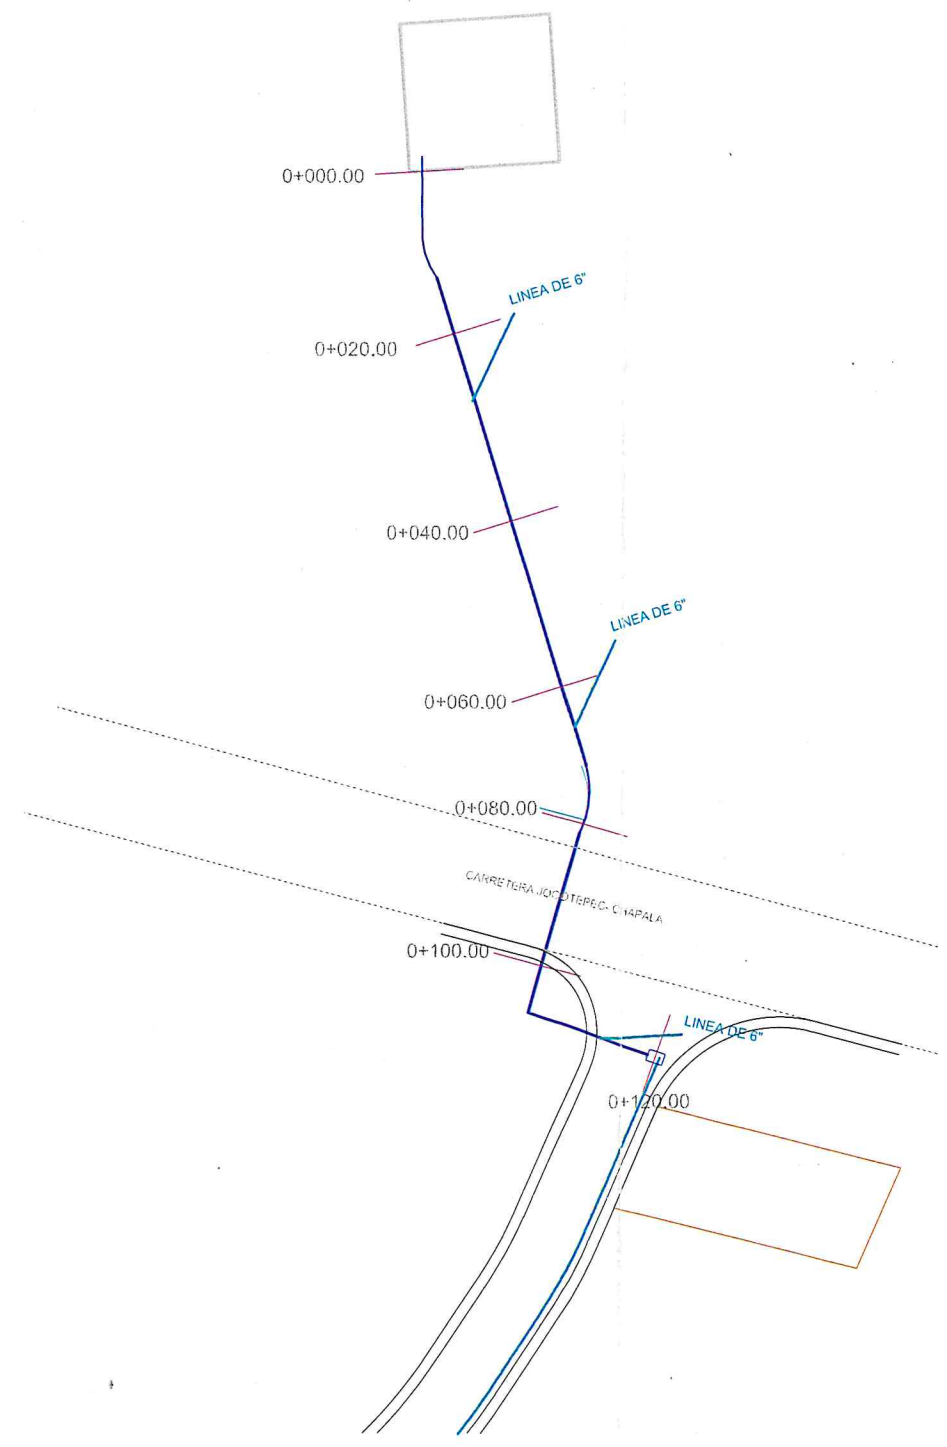 0+000.00
LINEA DE 6"
0+020.00
0+040.00
LINEA DE 6"
0+060.00
0+080.00
CARRETERA JOCOTEPEC- CHAPALA
0+100.00
LINEA DE 6"
0+120.00